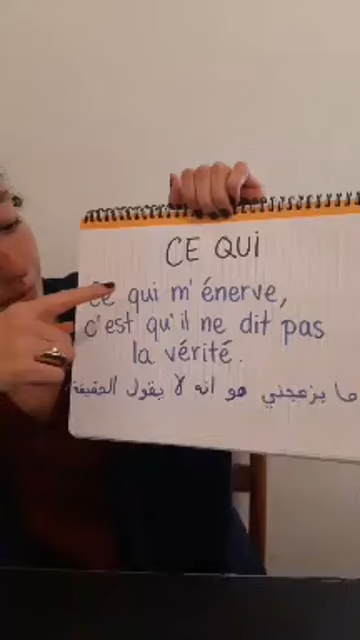 CE QUI
Ce qui m'énerve,
c'est qu'il ne dit pas
la vérité.
ما يزعجني هو انه لا يقول الحقيقة